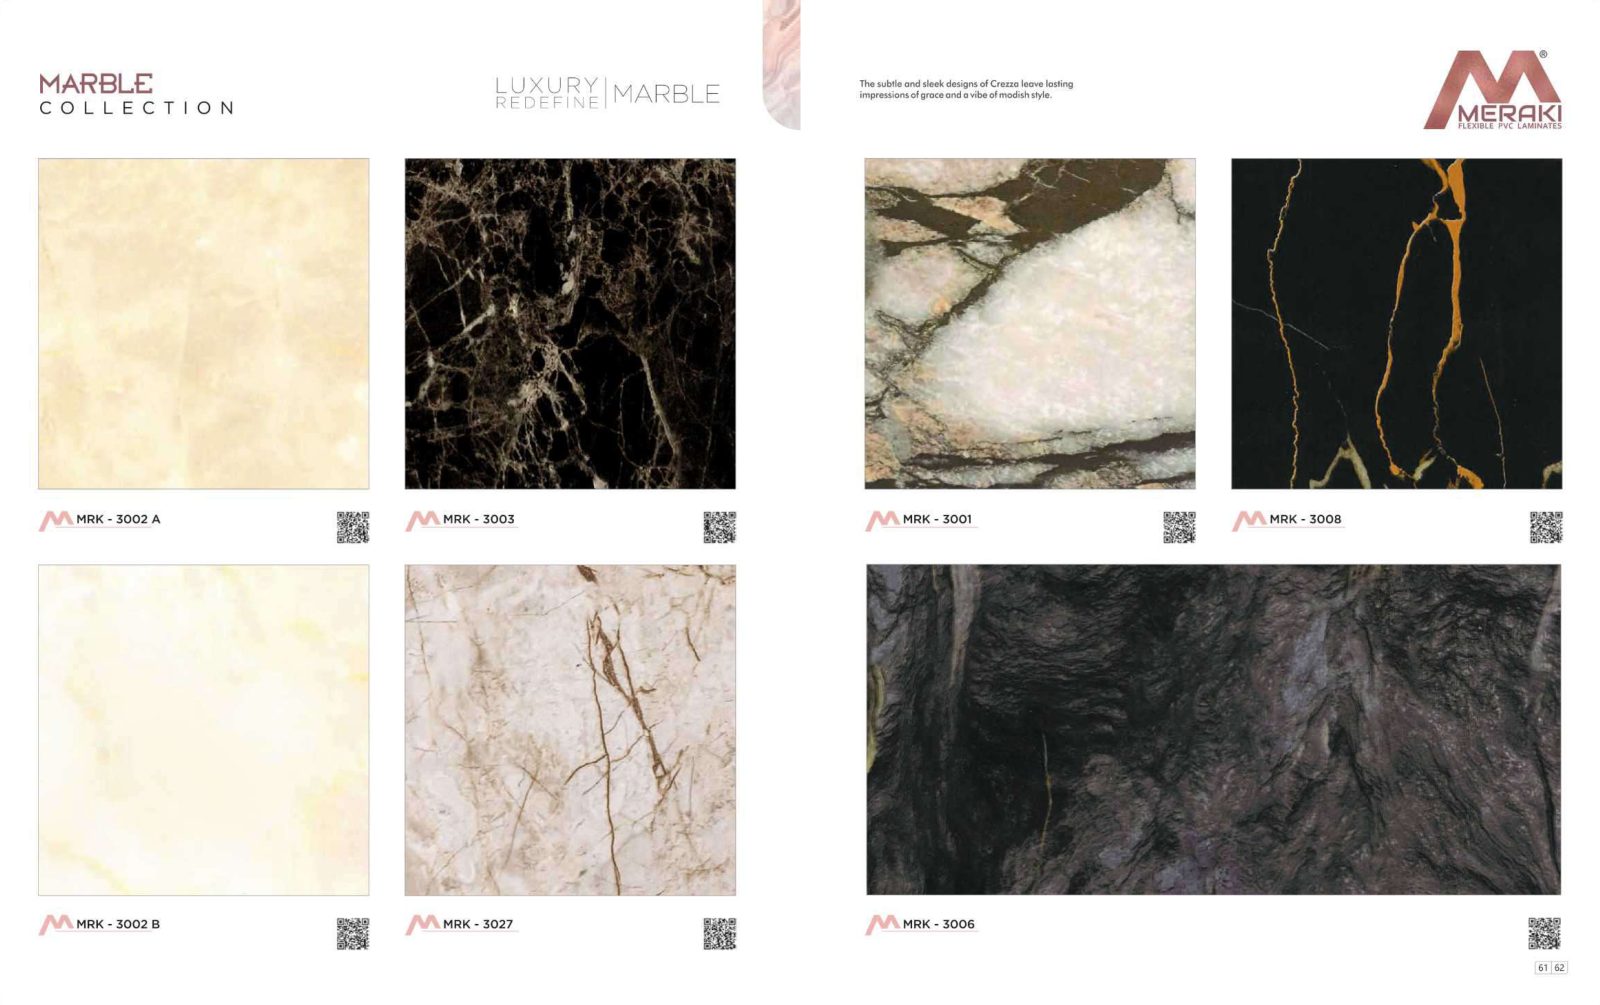 MARBLE
COLLECTION
LUXURY
REDEFINE
MARBLE
The subtle and sleek designs of Crezza leave lasting
impressions of grace and a vibe of modish style.
®
MERAKI
FLEXIBLE PVC LAMINATES
MRK - 3002 A
MRK - 3003
MRK - 3001
MRK - 3008
MRK - 3002 B
MRK - 3027
MRK - 3006
61 62